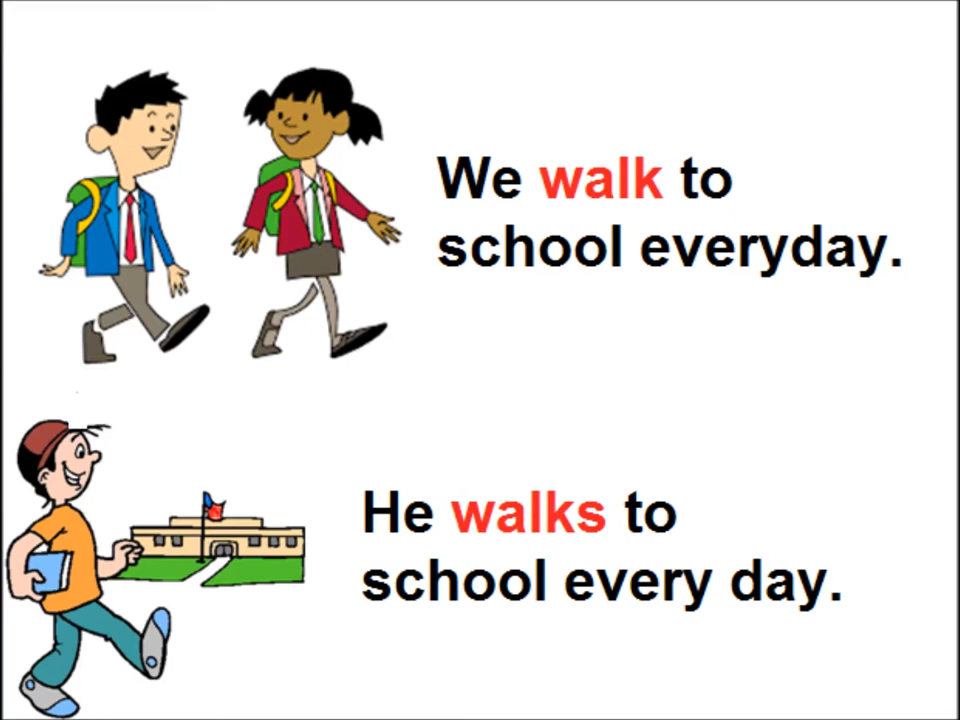 We walk to
school everyday.
He walks to
school every day.